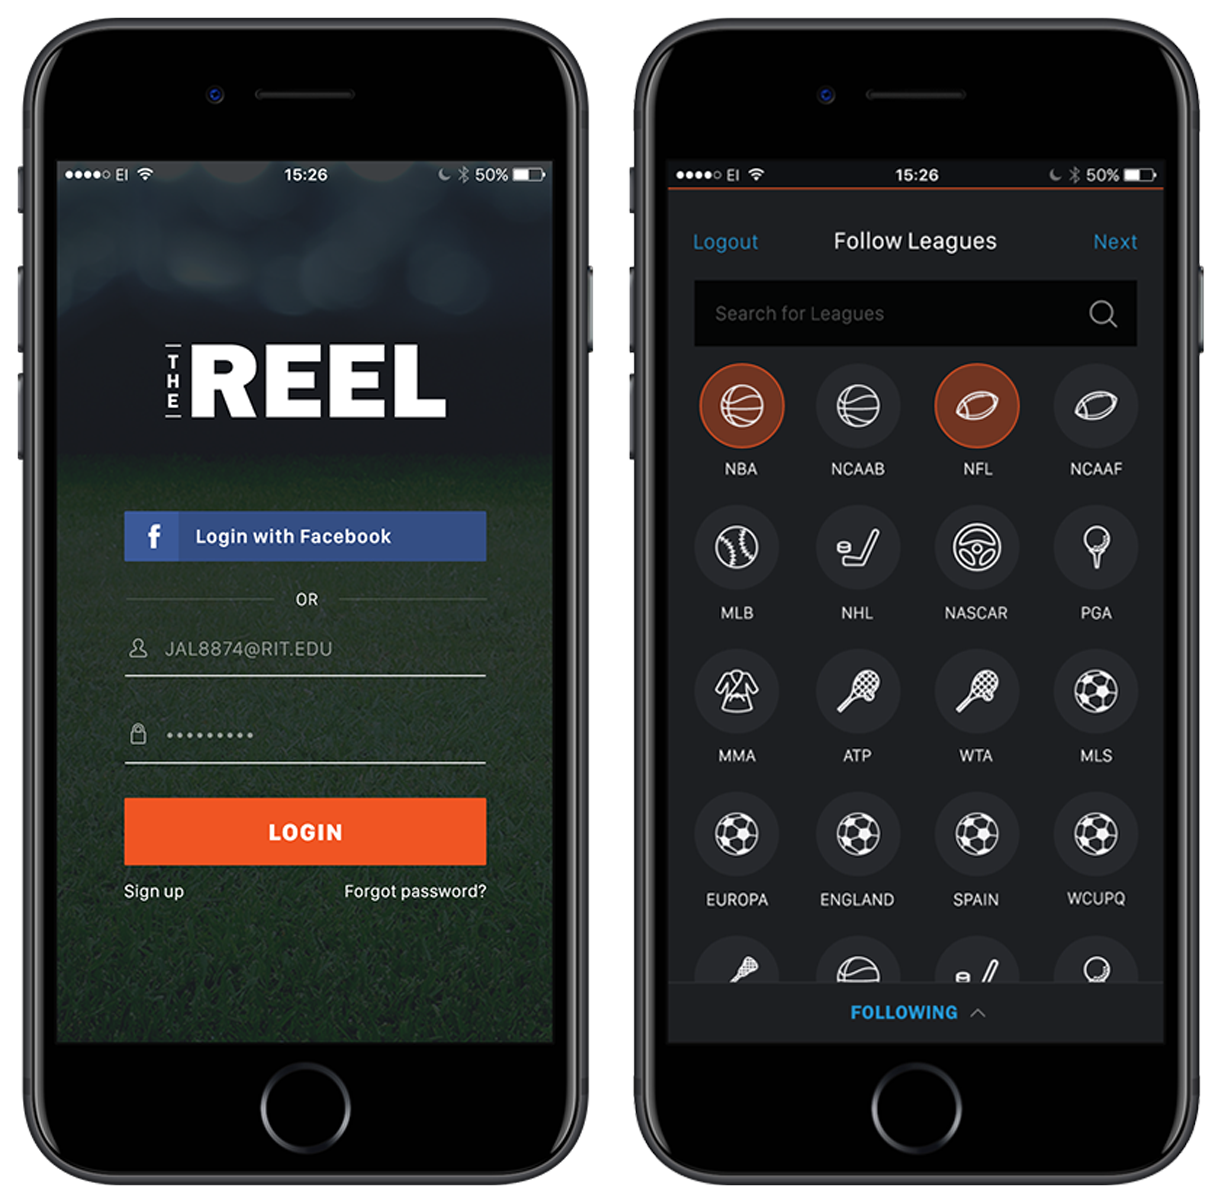 EI 15:26 50%
THE REEL
f Login with Facebook
OR
JAL8874@RIT.EDU
•••••••••
LOGIN
Sign up Forgot password?
EI 15:26 50%
Logout Follow Leagues Next
Search for Leagues
NBA NCAAB NFL NCAAF
MLB NHL NASCAR PGA
MMA ATP WTA MLS
EUROPA ENGLAND SPAIN WCUPQ
FOLLOWING